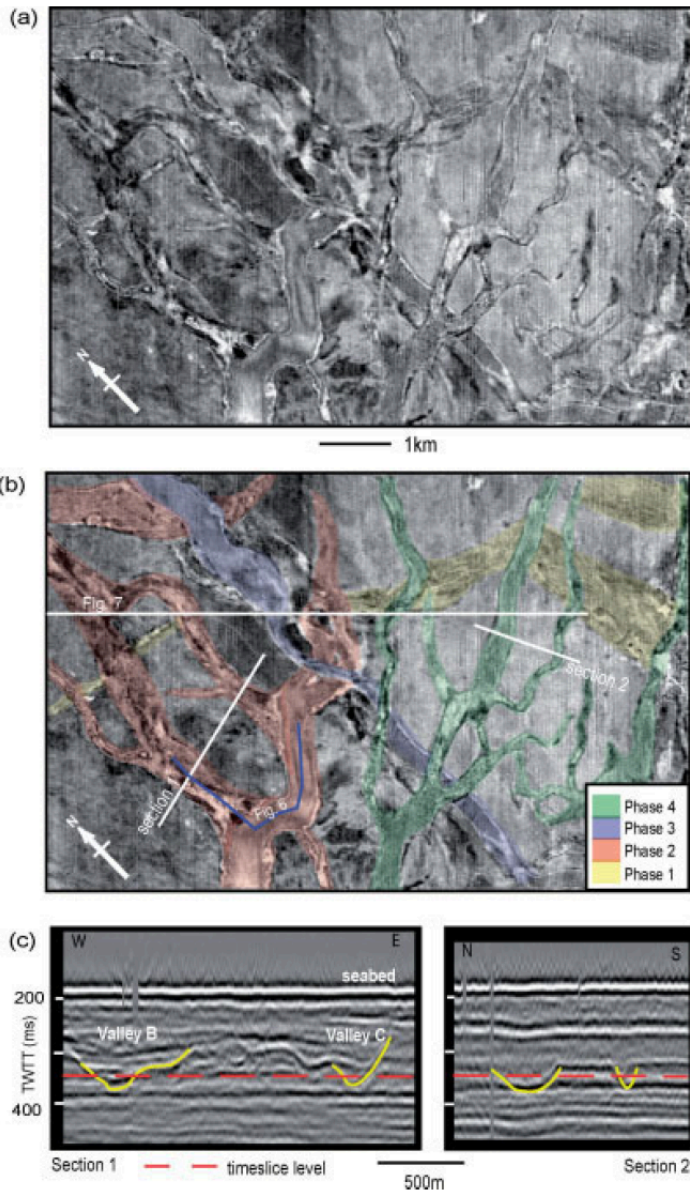 (a)
N
1km
(b)
Fig. 7
section 2
section 1
Fig. 6
N
Phase 4
Phase 3
Phase 2
Phase 1
(c)
W
E
seabed
N
S
200
Valley B
Valley C
TWTT (ms)
400
Section 1
timeslice level
500m
Section 2